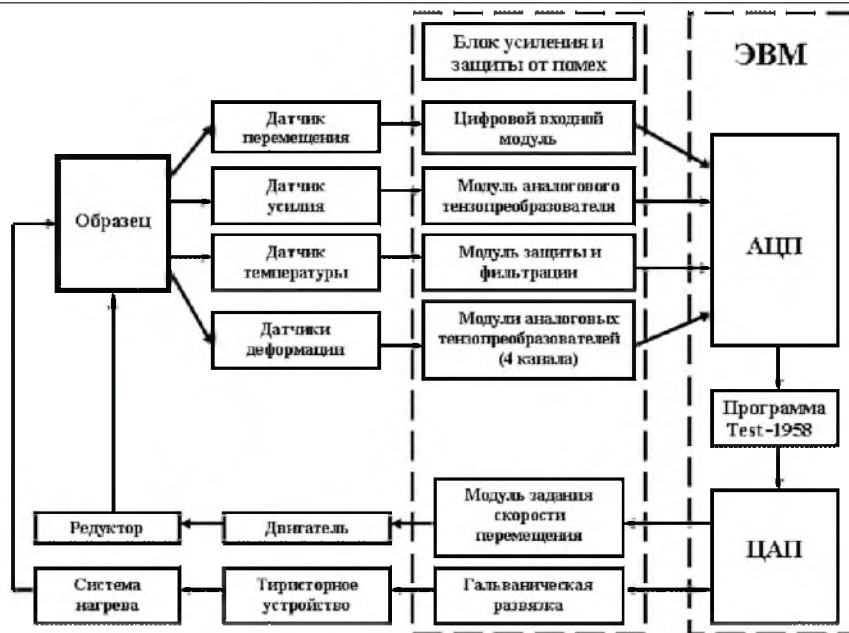 Блок усиления и
защиты от помех
ЭВМ
Датчик
перемещения
Цифровой входной
модуль
Образец
Датчик
усилия
Модуль аналогового
тензопреобразователя
АЦП
Датчик
температуры
Модуль защиты и
фильтрации
Датчики
деформации
Модули аналоговых
тензопреобразователей
(4 канала)
Программа
Test-1958
Редуктор
Двигатель
Модуль задания
скорости
перемещения
ЦАП
Система
нагрева
Тиристорное
устройство
Гальваническая
развязка